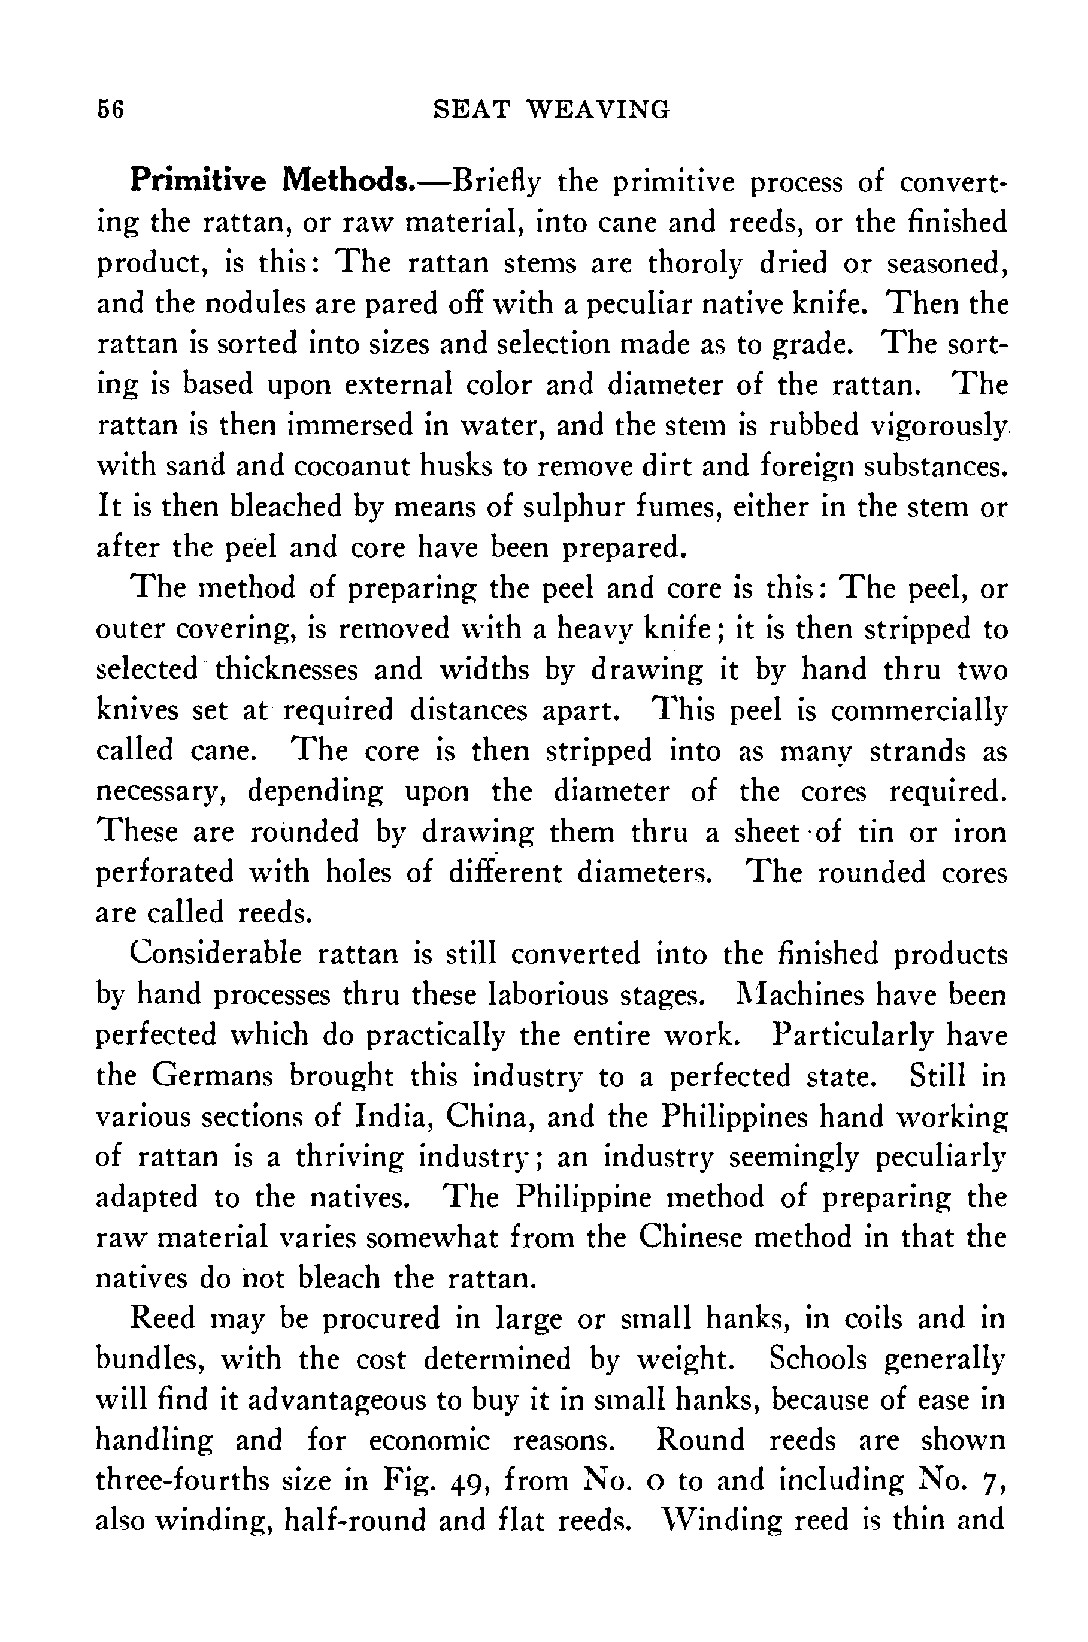 56 SEAT WEAVING
Primitive Methods.—Briefly the primitive process of convert-
ing the rattan, or raw material, into cane and reeds, or the finished
product, is this: The rattan stems are thoroly dried or seasoned,
and the nodules are pared off with a peculiar native knife. Then the
rattan is sorted into sizes and selection made as to grade. The sort-
ing is based upon external color and diameter of the rattan. The
rattan is then immersed in water, and the stem is rubbed vigorously
with sand and cocoanut husks to remove dirt and foreign substances.
It is then bleached by means of sulphur fumes, either in the stem or
after the peel and core have been prepared.
The method of preparing the peel and core is this: The peel, or
outer covering, is removed with a heavy knife; it is then stripped to
selected thicknesses and widths by drawing it by hand thru two
knives set at required distances apart. This peel is commercially
called cane. The core is then stripped into as many strands as
necessary, depending upon the diameter of the cores required.
These are rounded by drawing them thru a sheet of tin or iron
perforated with holes of different diameters. The rounded cores
are called reeds.
Considerable rattan is still converted into the finished products
by hand processes thru these laborious stages. Machines have been
perfected which do practically the entire work. Particularly have
the Germans brought this industry to a perfected state. Still in
various sections of India, China, and the Philippines hand working
of rattan is a thriving industry; an industry seemingly peculiarly
adapted to the natives. The Philippine method of preparing the
raw material varies somewhat from the Chinese method in that the
natives do not bleach the rattan.
Reed may be procured in large or small hanks, in coils and in
bundles, with the cost determined by weight. Schools generally
will find it advantageous to buy it in small hanks, because of ease in
handling and for economic reasons. Round reeds are shown
three-fourths size in Fig. 49, from No. 0 to and including No. 7,
also winding, half-round and flat reeds. Winding reed is thin and